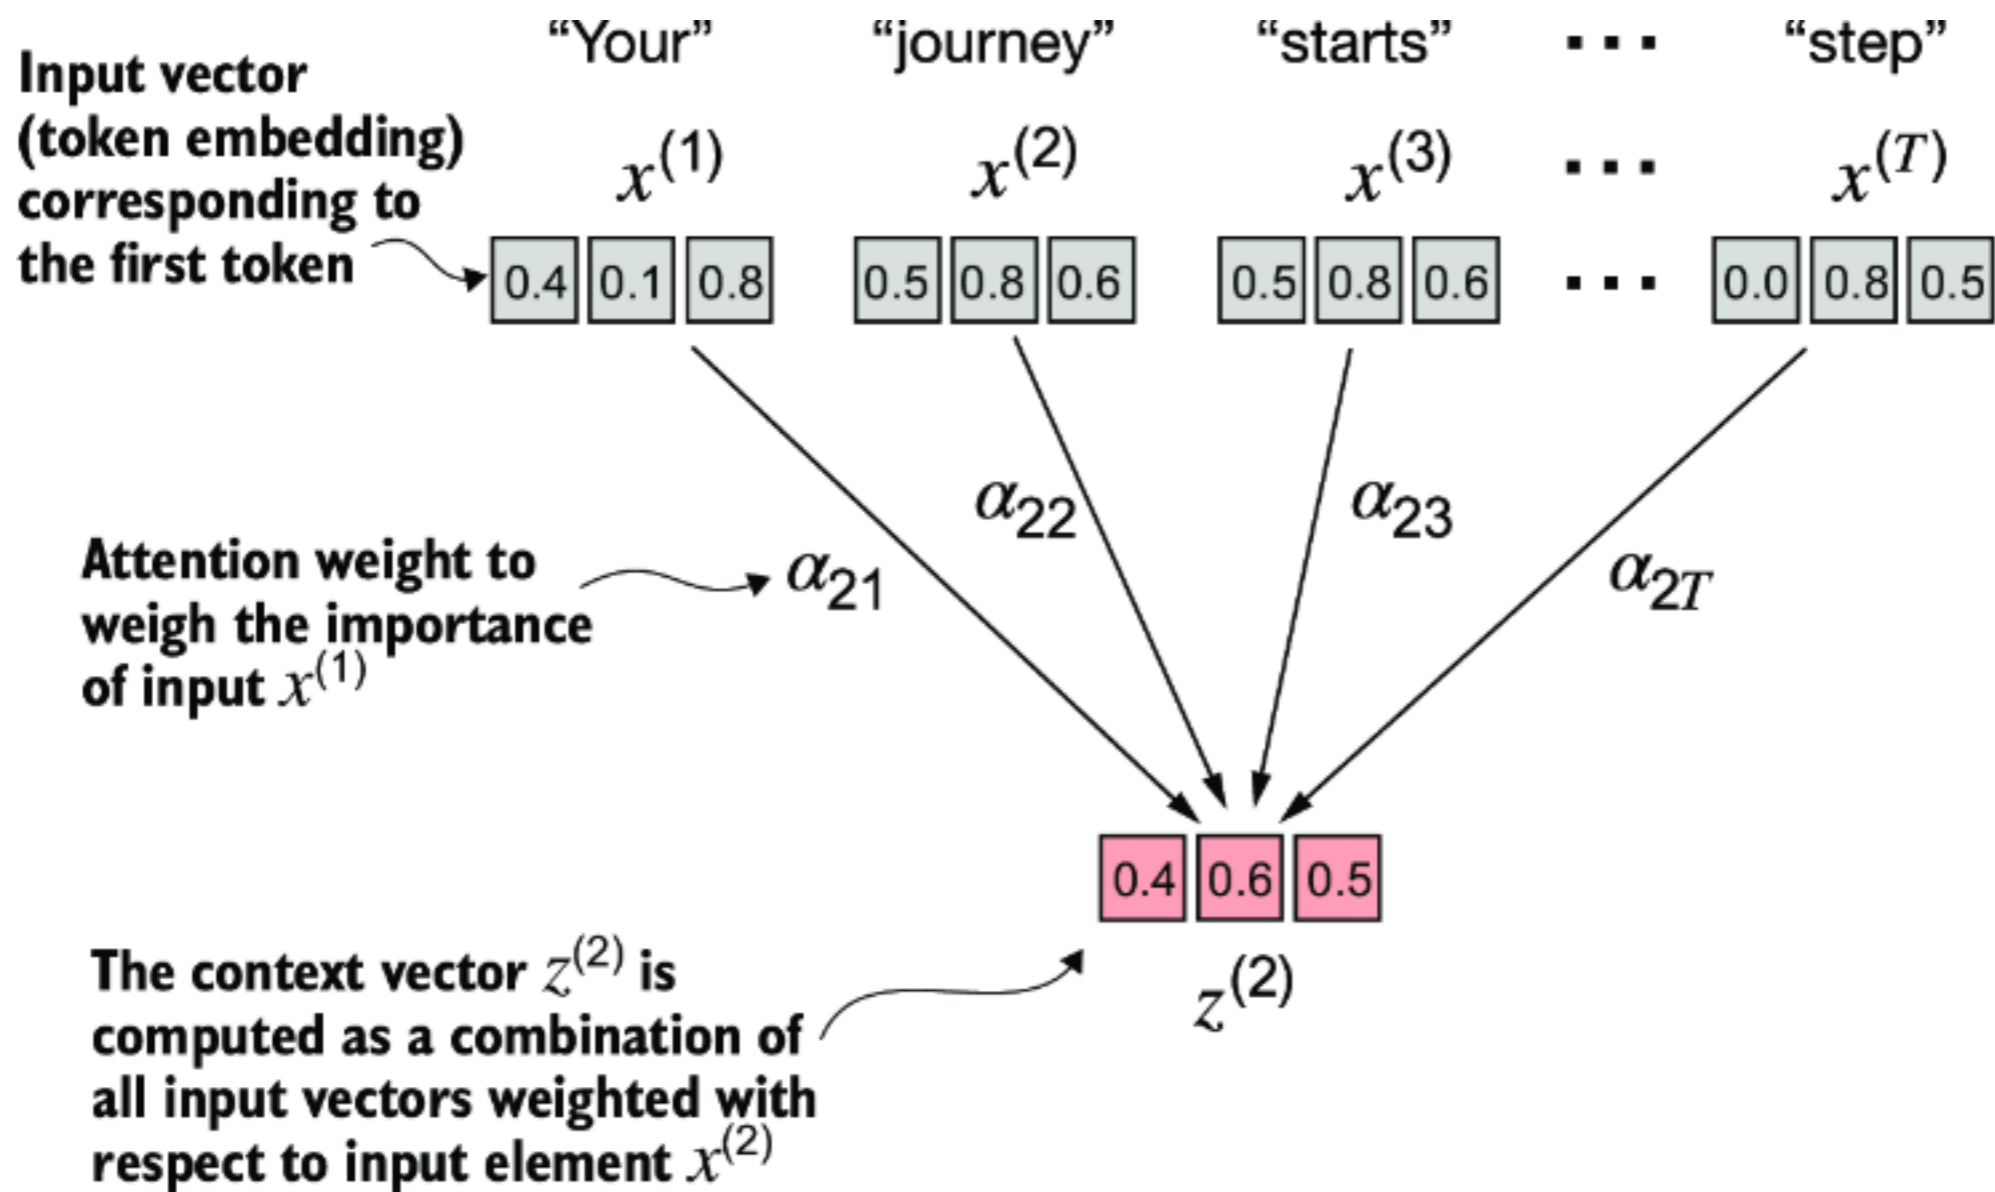 “Your” “journey” “starts” ... “step”
Input vector
(token embedding)
corresponding to
the first token
x(1) x(2) x(3) ... x(T)
0.4 0.1 0.8 0.5 0.8 0.6 0.5 0.8 0.6 ... 0.0 0.8 0.5
α22 α23
α21 α2T
Attention weight to
weigh the importance
of input x(1)
0.4 0.6 0.5
z(2)
The context vector z(2) is
computed as a combination of
all input vectors weighted with
respect to input element x(2)